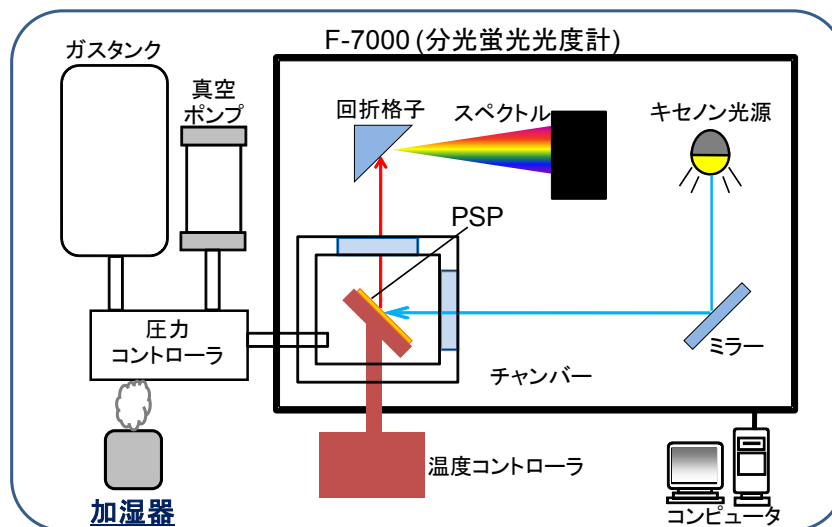 F-7000 (分光蛍光光度計)
ガスタンク
真空
ポンプ
回折格子
スペクトル
キセノン光源
PSP
圧力
コントローラ
ミラー
チャンバー
温度コントローラ
加湿器
コンピュータ